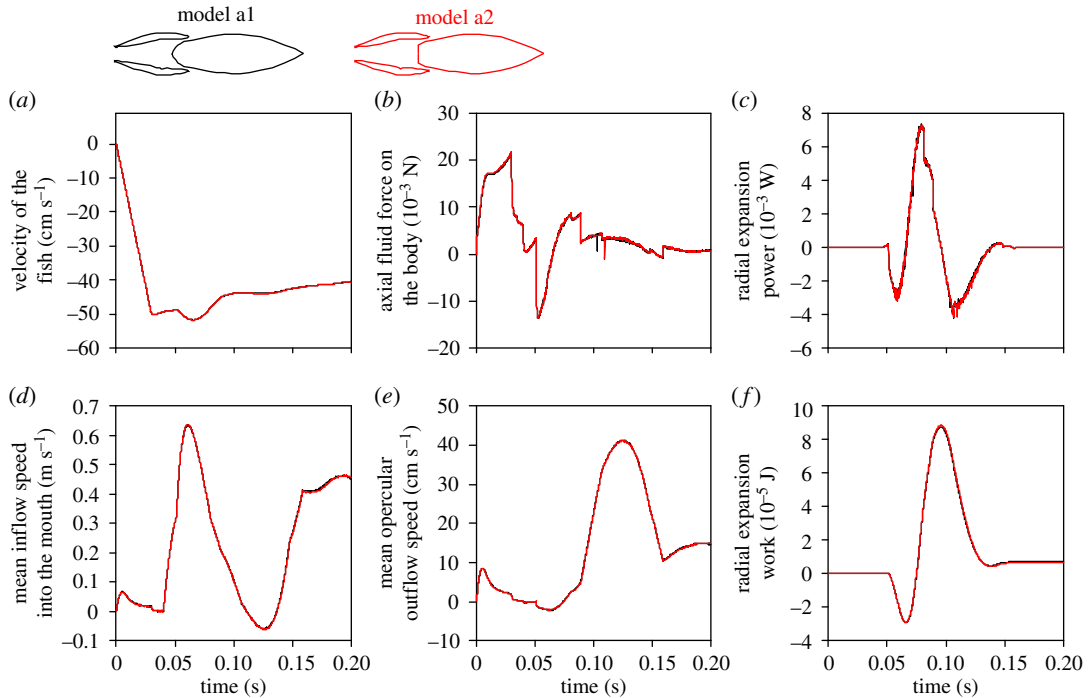 model a1
model a2
(a)
(b)
(c)
velocity of the
fish (cm s⁻¹)
0
–10
–20
–30
–40
–50
–60
axial fluid force on
the body (10⁻³ N)
30
20
10
0
–10
–20
radial expansion
power (10⁻³ W)
8
6
4
2
0
–2
–4
–6
(d)
(e)
(f)
mean inflow speed
into the mouth (m s⁻¹)
0.7
0.6
0.5
0.4
0.3
0.2
0.1
0
–0.1
0
0.05
0.10
0.15
0.20
time (s)
mean opercular
outflow speed (cm s⁻¹)
50
40
30
20
10
0
–10
0
0.05
0.10
0.15
0.20
time (s)
radial expansion
work (10⁻⁵ J)
10
8
6
4
2
0
–2
–4
0
0.05
0.10
0.15
0.20
time (s)